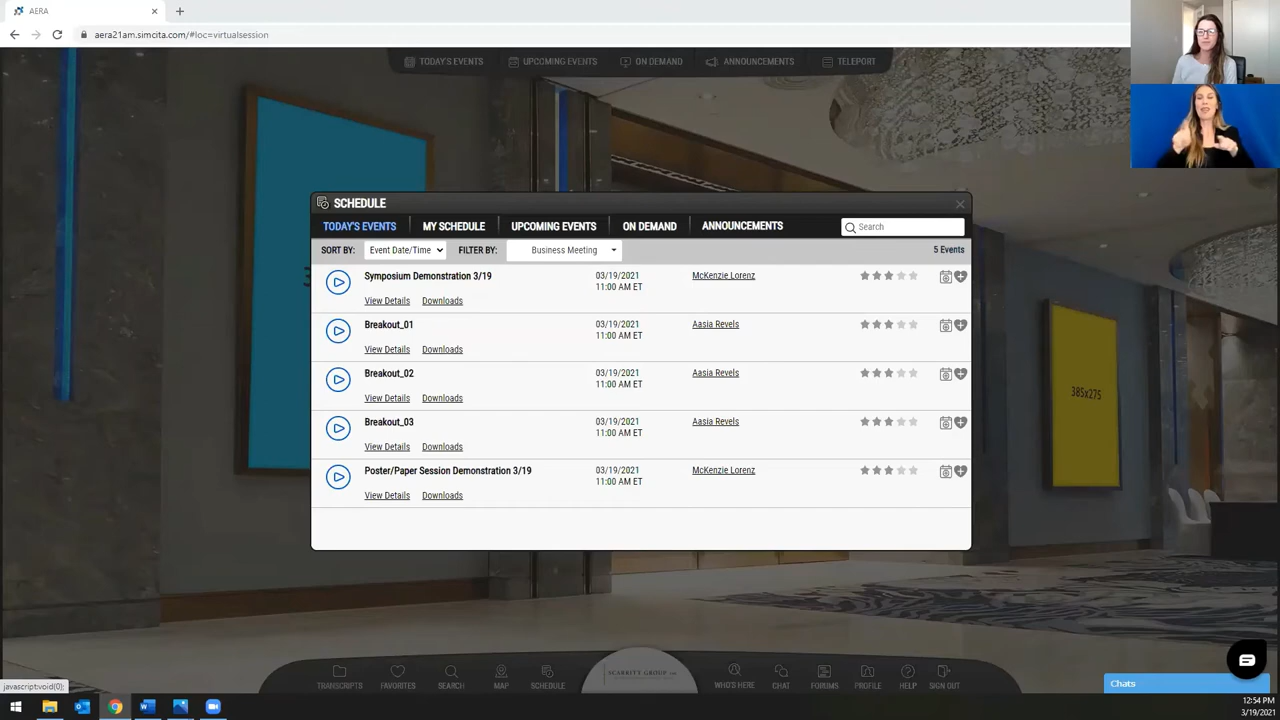 AERA
aera21am.simcita.com/#loc=virtualsession
TODAY'S EVENTS
UPCOMING EVENTS
ON DEMAND
ANNOUNCEMENTS
TELEPORT
SCHEDULE
TODAY'S EVENTS
MY SCHEDULE
UPCOMING EVENTS
ON DEMAND
ANNOUNCEMENTS
Search
SORT BY: Event Date/Time
FILTER BY: Business Meeting
5 Events
Symposium Demonstration 3/19
03/19/2021
11:00 AM ET
McKenzie Lorenz
View Details Downloads
Breakout_01
03/19/2021
11:00 AM ET
Aasia Revels
View Details Downloads
Breakout_02
03/19/2021
11:00 AM ET
Aasia Revels
View Details Downloads
Breakout_03
03/19/2021
11:00 AM ET
Aasia Revels
View Details Downloads
Poster/Paper Session Demonstration 3/19
03/19/2021
11:00 AM ET
McKenzie Lorenz
View Details Downloads
385x275
TRANSCRIPTS
FAVORITES
SEARCH
MAP
SCHEDULE
SCARRITT GROUP
WHO'S HERE
CHAT
FORUMS
PROFILE
HELP
SIGN OUT
javascript:void(0);
Chats
12:54 PM
3/19/2021